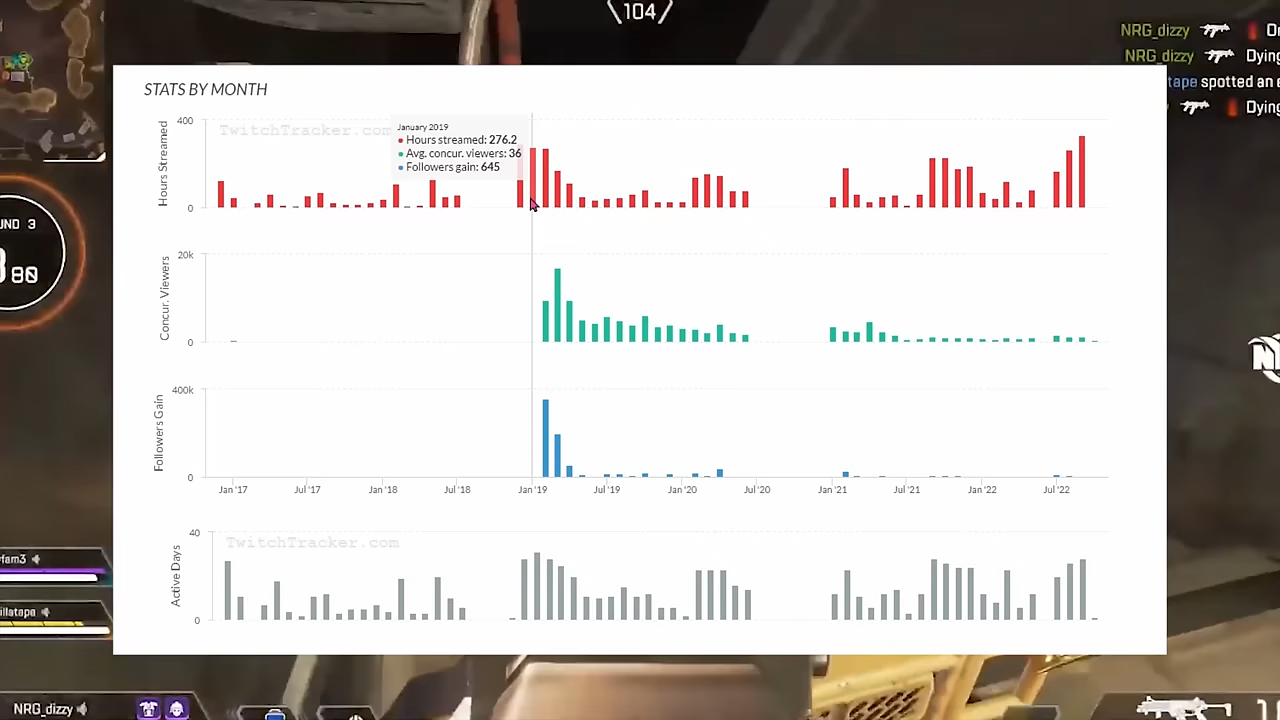 104
NRG_dizzy
NRG_dizzy Dying
tape spotted an e
Dying
STATS BY MONTH
TwitchTracker.com
January 2019
Hours streamed: 276.2
Avg. concur. viewers: 36
Followers gain: 645
Hours Streamed
400
0
Concur. Viewers
20k
0
Followers Gain
400k
0
Jan '17 Jul '17 Jan '18 Jul '18 Jan '19 Jul '19 Jan '20 Jul '20 Jan '21 Jul '21 Jan '22 Jul '22
TwitchTracker.com
Active Days
40
0
UND 3
80
fam3
illatapa
NRG_dizzy